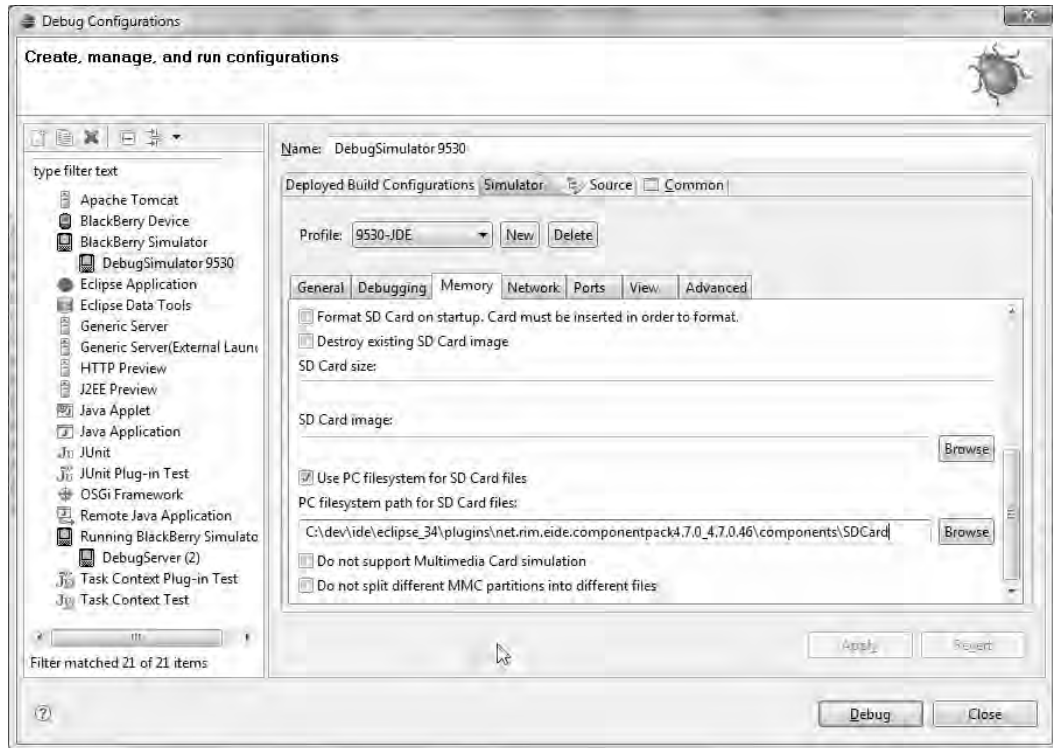 Debug Configurations
Create, manage, and run configurations
type filter text
Apache Tomcat
BlackBerry Device
BlackBerry Simulator
DebugSimulator 9530
Eclipse Application
Eclipse Data Tools
Generic Server
Generic Server(External Laun
HTTP Preview
J2EE Preview
Java Applet
Java Application
JUnit
JUnit Plug-in Test
OSGi Framework
Remote Java Application
Running BlackBerry Simulato
DebugServer (2)
Task Context Plug-in Test
Task Context Test
Filter matched 21 of 21 items
Name: DebugSimulator 9530
Deployed Build Configurations Simulator Source Common
Profile: 9530-JDE New Delete
General Debugging Memory Network Ports View Advanced
Format SD Card on startup. Card must be inserted in order to format.
Destroy existing SD Card image
SD Card size:
SD Card image:
Browse
Use PC filesystem for SD Card files
PC filesystem path for SD Card files:
C:\dev\ide\eclipse_34\plugins\net.rim.eide.componentpack4.7.0_4.7.0.46\components\SDCard Browse
Do not support Multimedia Card simulation
Do not split different MMC partitions into different files
Apply Revert
Debug Close